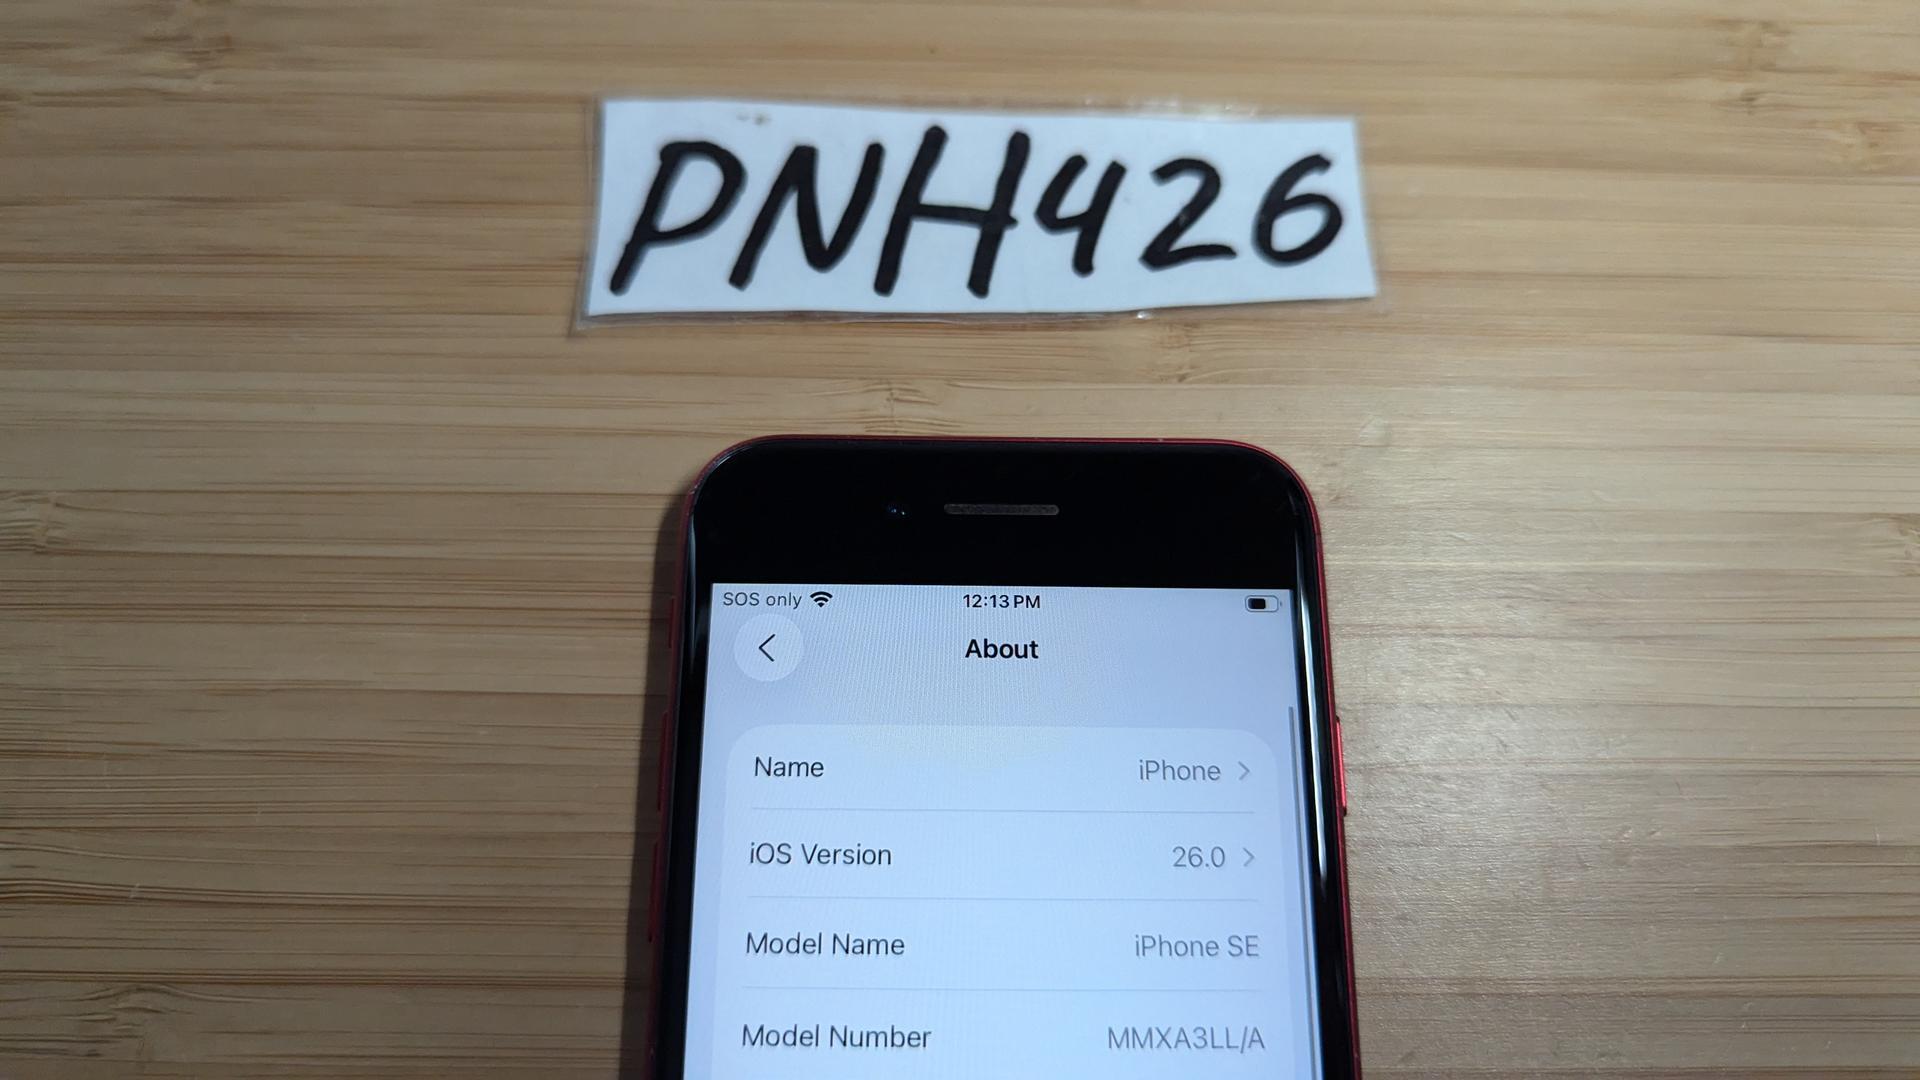 PNH426
SOS only 12:13 PM
About
Name iPhone
iOS Version 26.0
Model Name iPhone SE
Model Number MMXA3LL/A